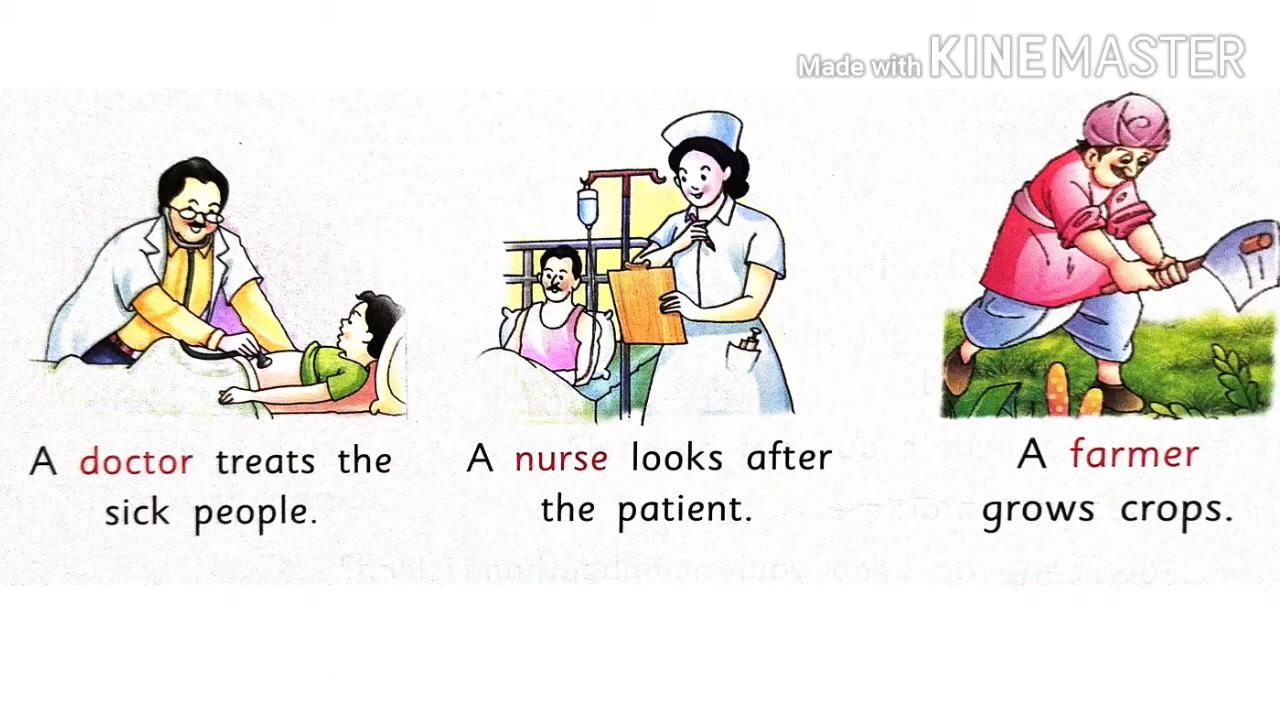 Made with KINEMASTER
A doctor treats the
sick people.
A nurse looks after
the patient.
A farmer
grows crops.